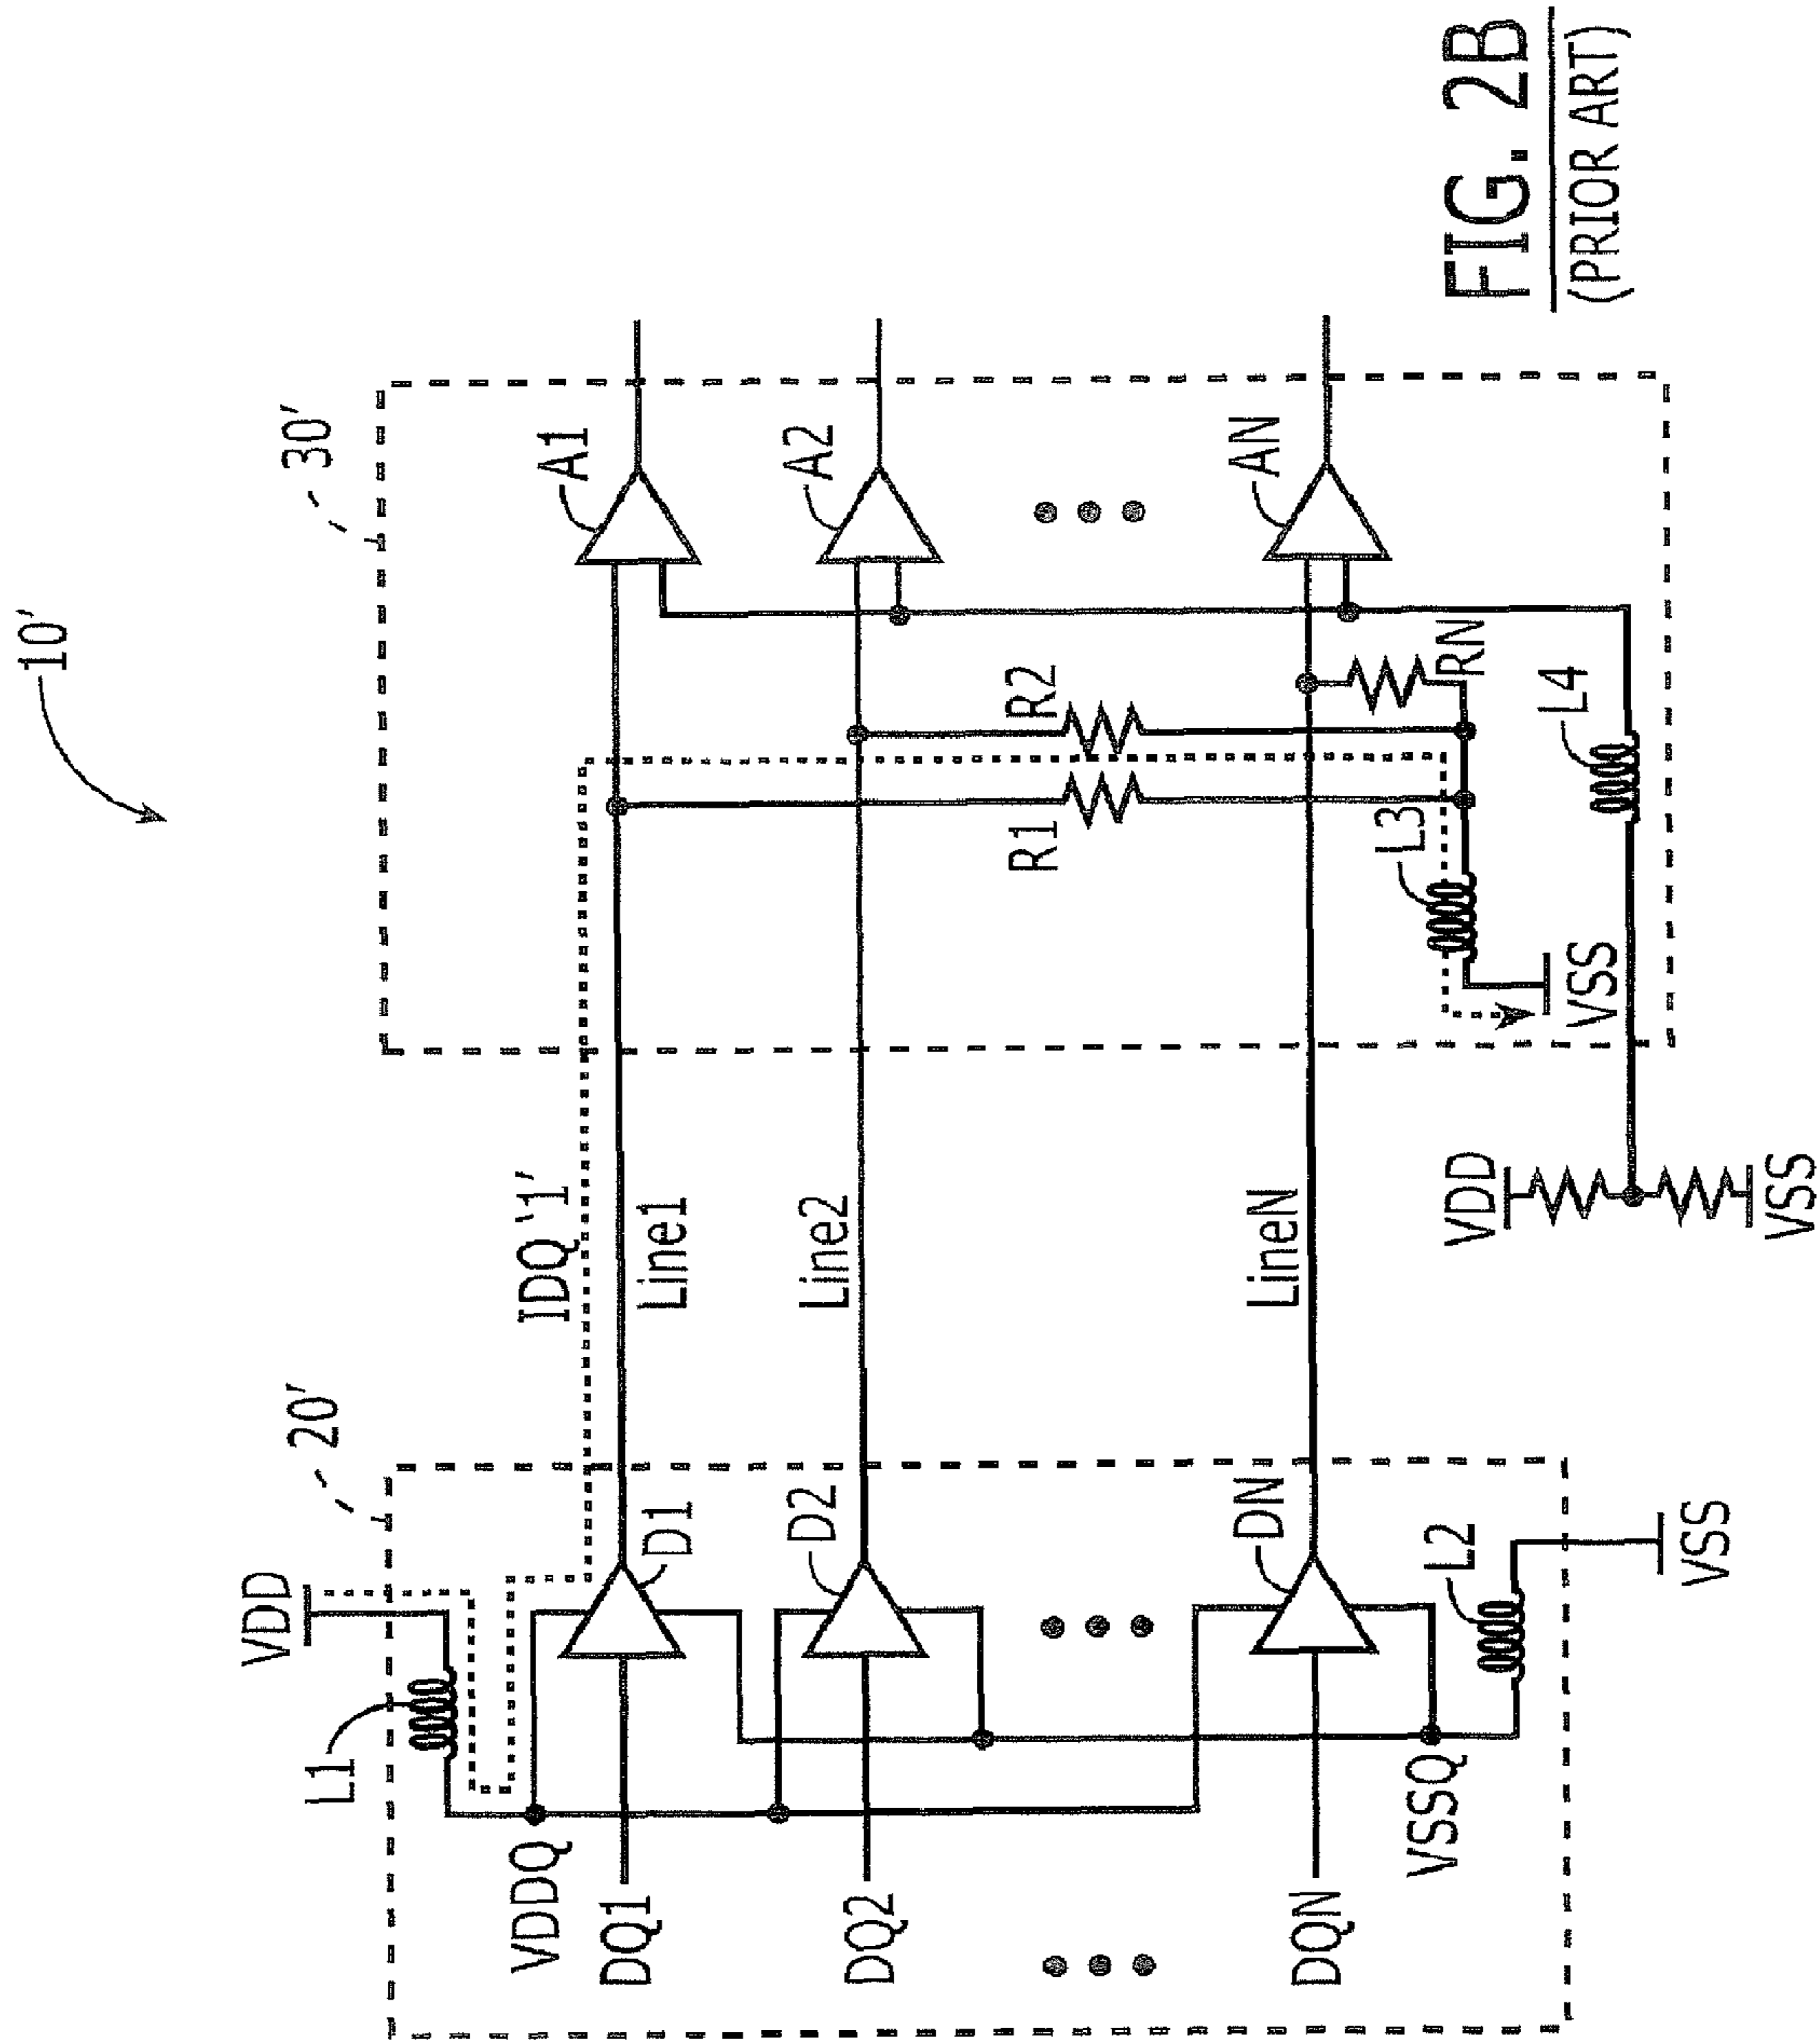 10'
20'
30'
VDD
L1
VDDQ
DQ1
D1
IDQ '1'
Line1
A1
DQ2
D2
Line2
A2
R1
R2
DQN
DN
LineN
AN
RN
L3
VSS
VSSQ
L2
VSS
VDD
VSS
L4
FIG. 2B
(PRIOR ART)